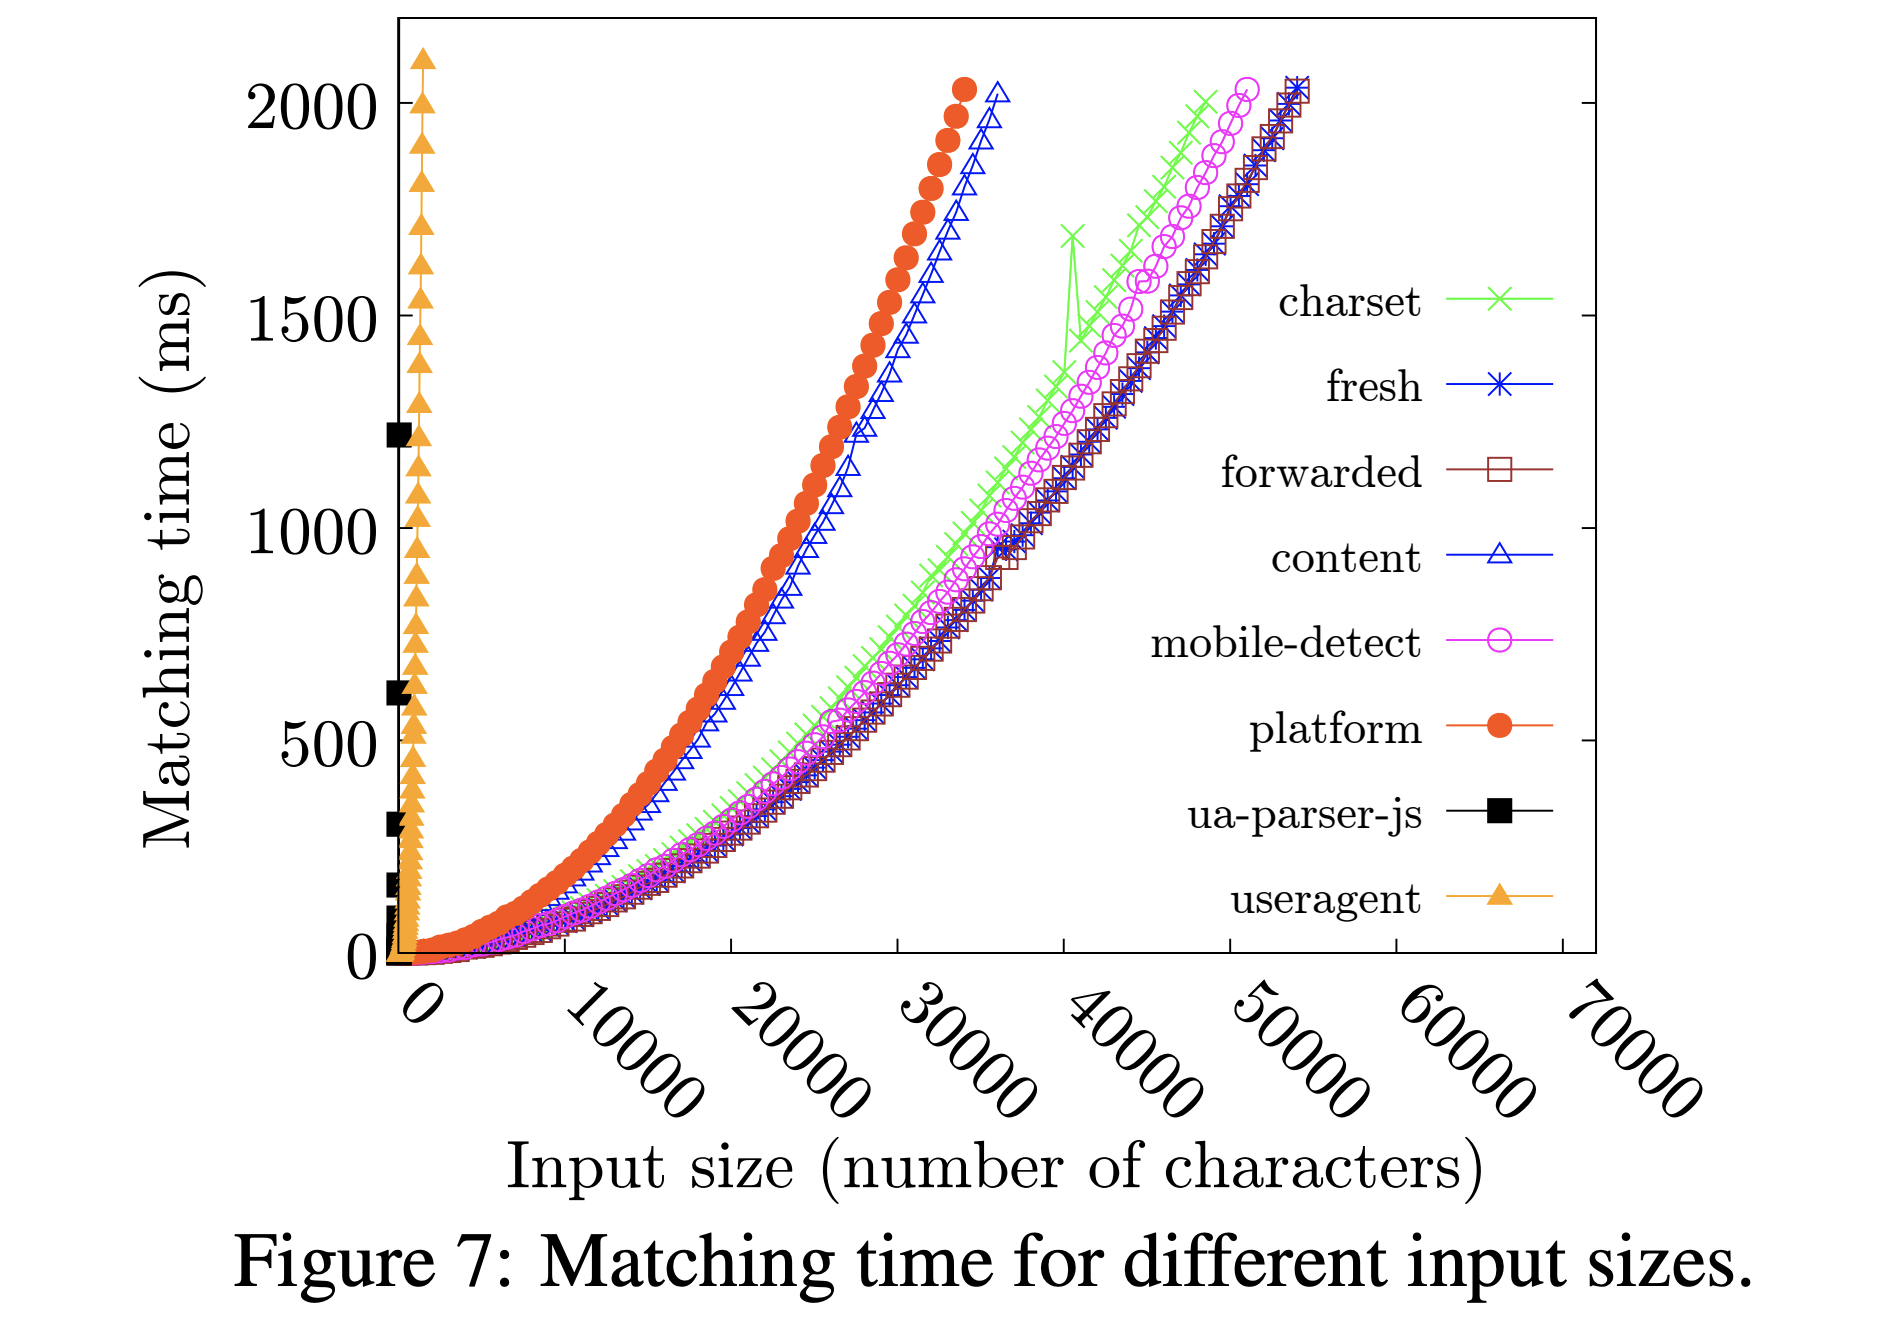 2000
1500
1000
500
0
Matching time (ms)
charset
fresh
forwarded
content
mobile-detect
platform
ua-parser-js
useragent
0
10000
20000
30000
40000
50000
60000
70000
Input size (number of characters)
Figure 7: Matching time for different input sizes.